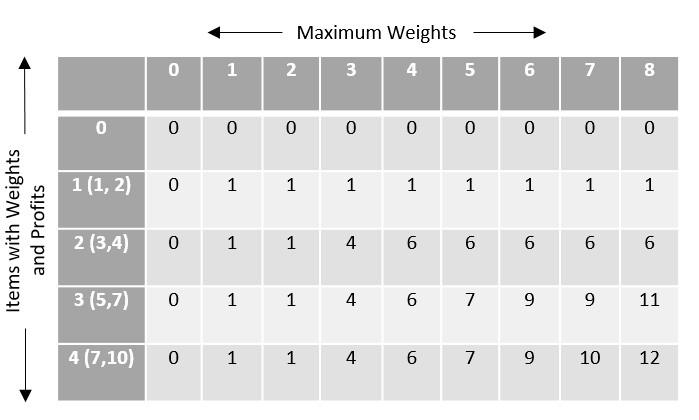 Maximum Weights
Items with Weights
and Profits
0 1 2 3 4 5 6 7 8
0 0 0 0 0 0 0 0 0 0
1 (1, 2) 0 1 1 1 1 1 1 1 1
2 (3,4) 0 1 1 4 6 6 6 6 6
3 (5,7) 0 1 1 4 6 7 9 9 11
4 (7,10) 0 1 1 4 6 7 9 10 12